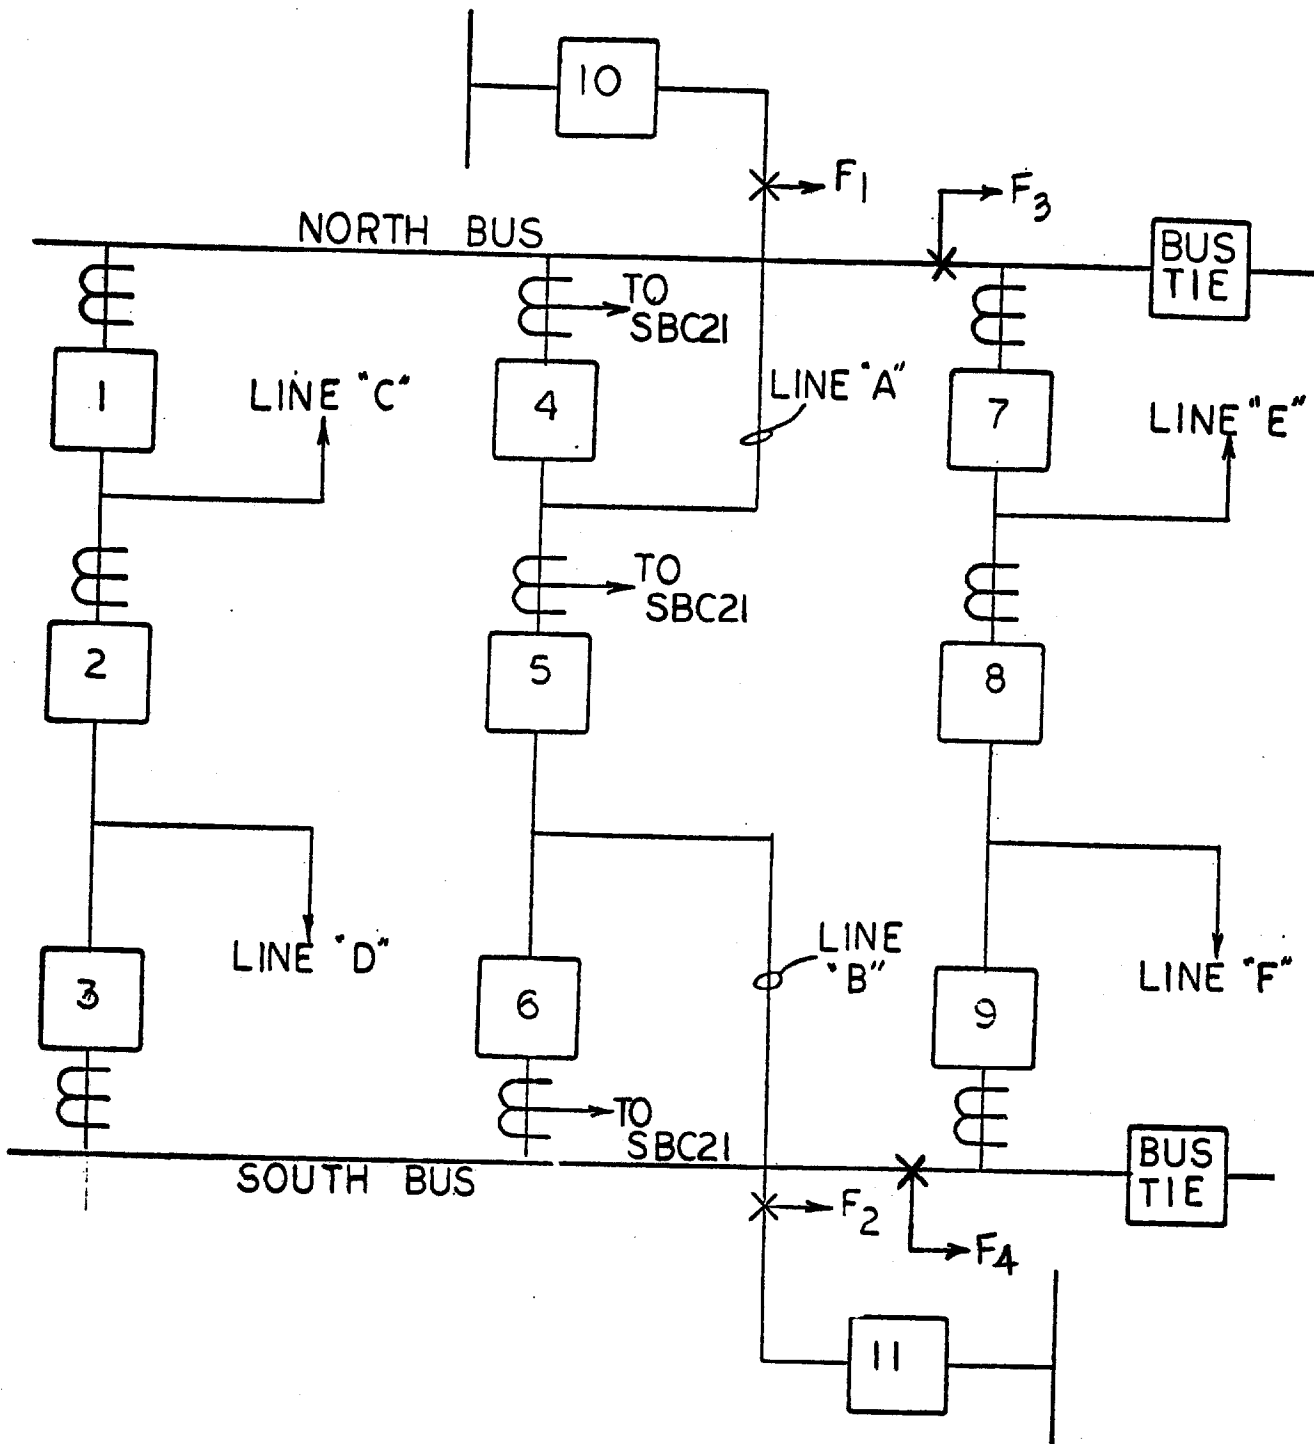 10
F1
F3
NORTH BUS
BUS
TIE
TO
SBC21
1
LINE "C"
4
LINE "A"
7
LINE "E"
TO
SBC21
2
5
8
LINE "D"
LINE
"B"
LINE "F"
3
6
9
TO
SBC21
SOUTH BUS
BUS
TIE
F2
F4
11